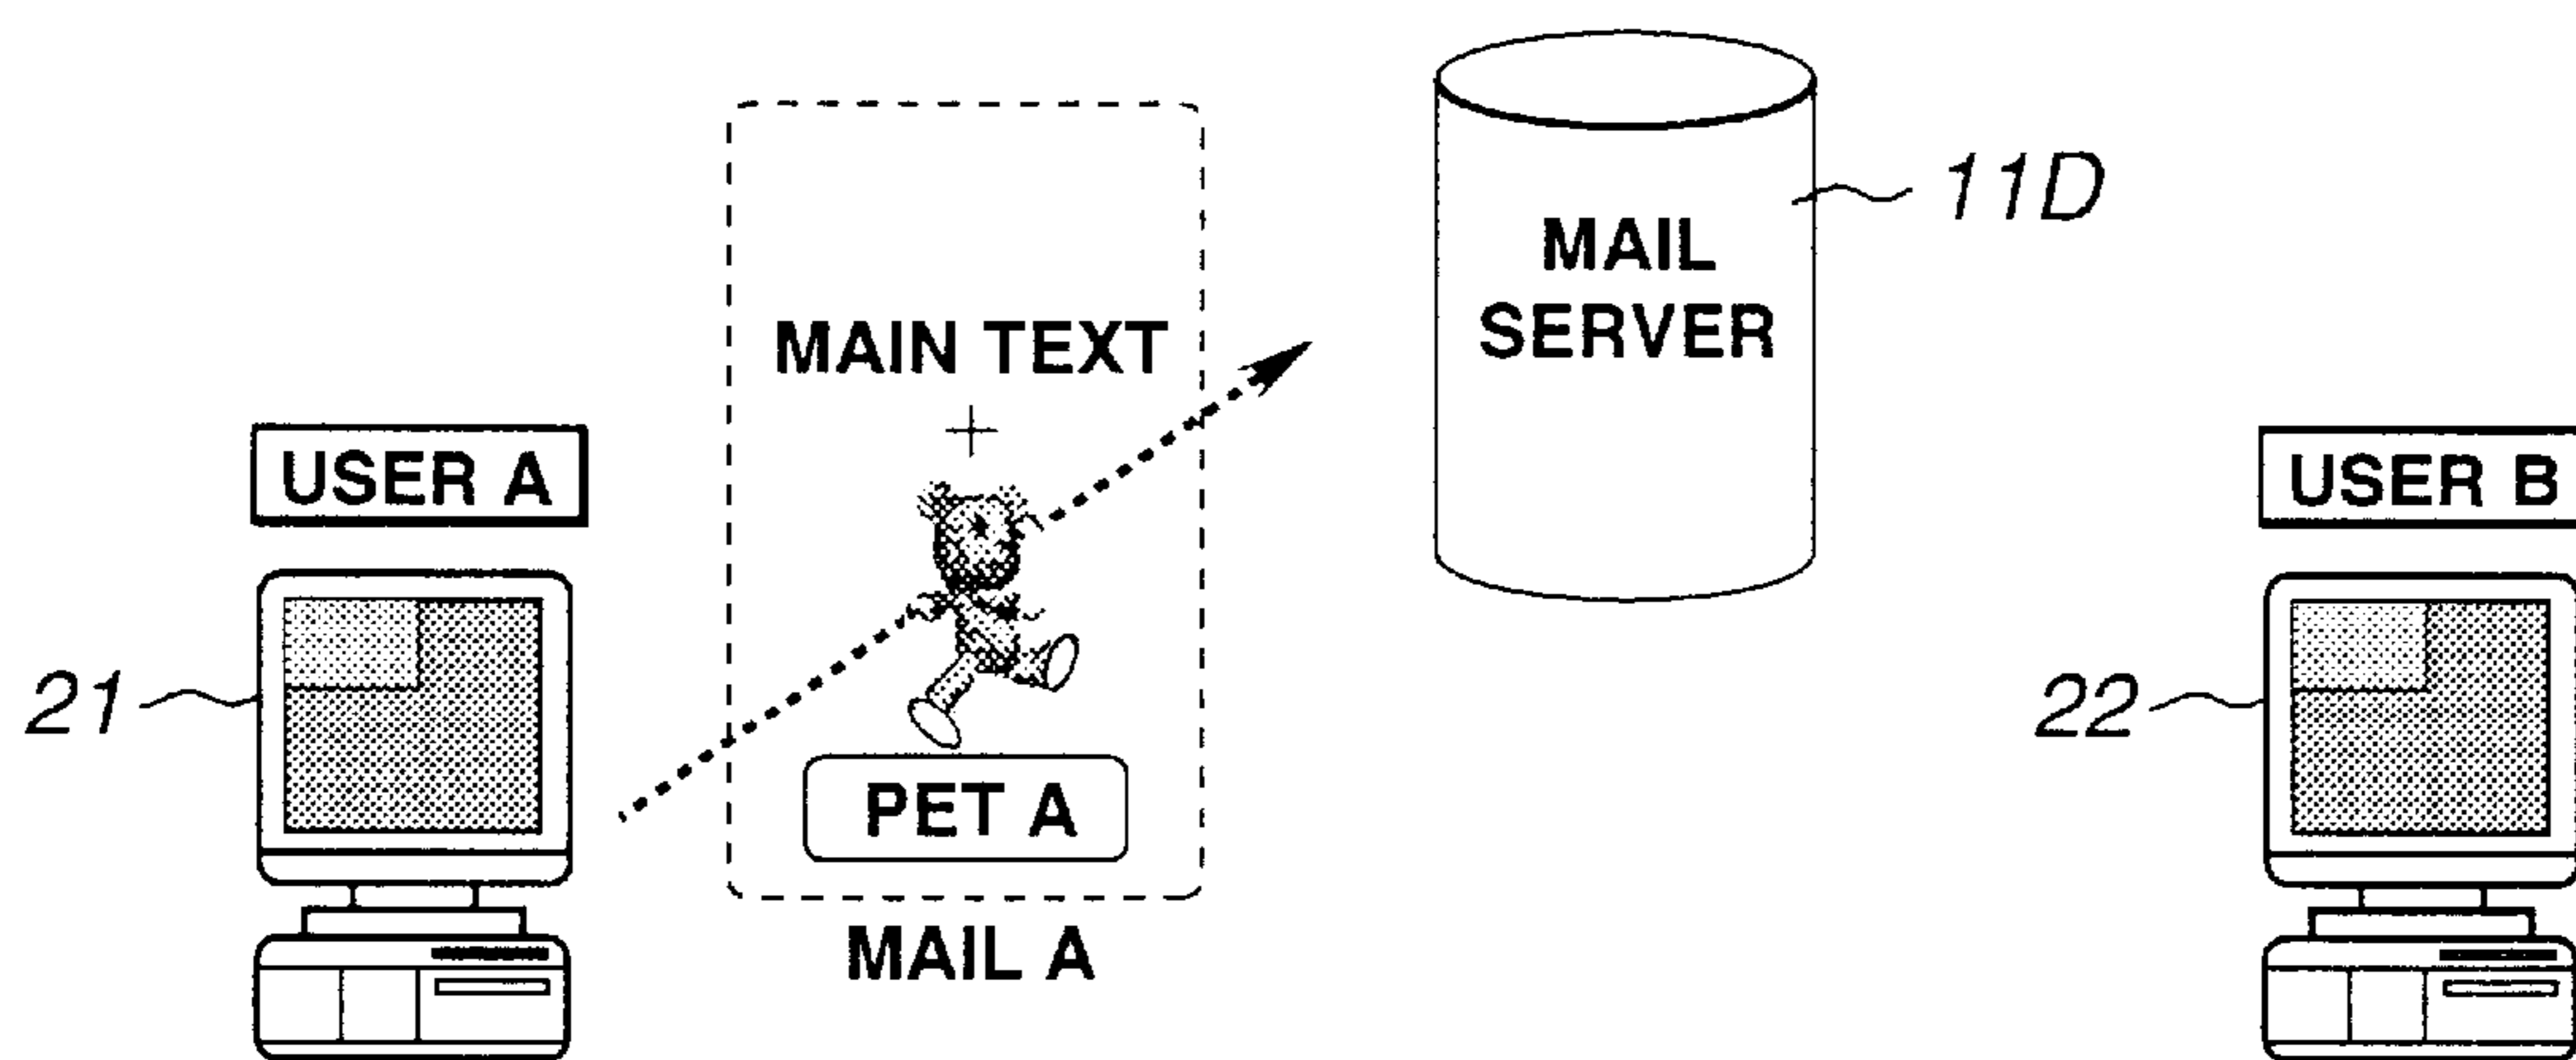 11D
MAIL
SERVER
MAIN TEXT
+
USER A
USER B
21
22
PET A
MAIL A